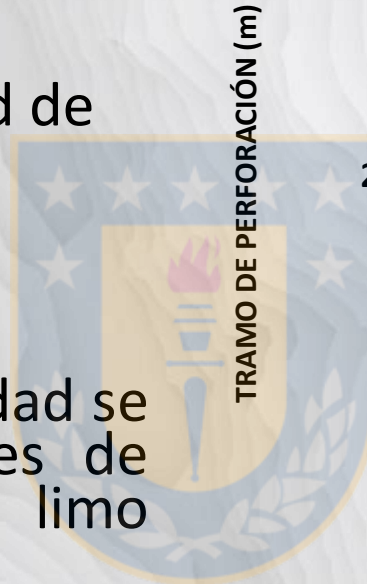 d de
dad se
es de
limo
TRAMO DE PERFORACIÓN (m)
2